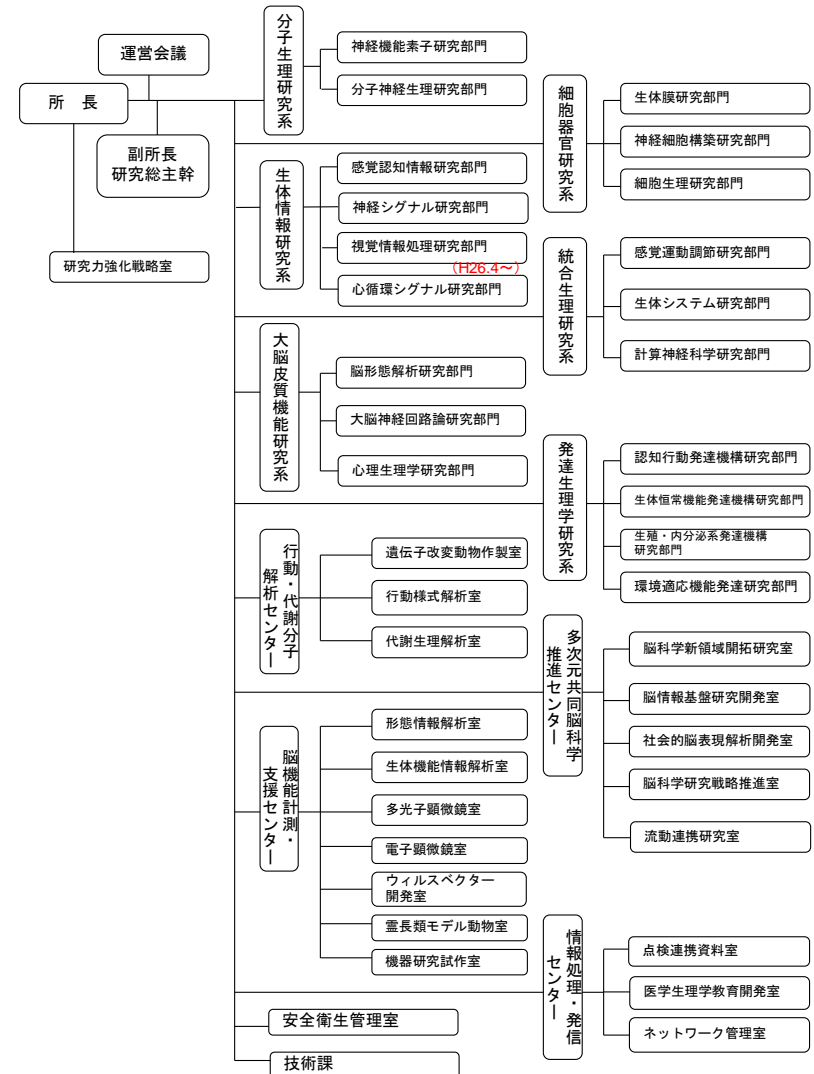 運営会議
所　長
副所長
研究総主幹
研究力強化戦略室
分子生理研究系
神経機能素子研究部門
分子神経生理研究部門
細胞器官研究系
生体膜研究部門
神経細胞構築研究部門
細胞生理研究部門
生体情報研究系
感覚認知情報研究部門
神経シグナル研究部門
視覚情報処理研究部門
（H26.4～）
心循環シグナル研究部門
統合生理研究系
感覚運動調節研究部門
生体システム研究部門
計算神経科学研究部門
大脳皮質機能研究系
脳形態解析研究部門
大脳神経回路論研究部門
心理生理学研究部門
発達生理学研究系
認知行動発達機構研究部門
生体恒常機能発達機構研究部門
生殖・内分泌系発達機構
研究部門
環境適応機能発達研究部門
行動・代謝分子
解析センター
遺伝子改変動物作製室
行動様式解析室
代謝生理解析室
多次元共同脳科学
推進センター
脳科学新領域開拓研究室
脳情報基盤研究開発室
社会的脳表現解析開発室
脳科学研究戦略推進室
流動連携研究室
脳機能計測・
支援センター
形態情報解析室
生体機能情報解析室
多光子顕微鏡室
電子顕微鏡室
ウィルスベクター
開発室
霊長類モデル動物室
機器研究試作室
情報処理・発信
センター
点検連携資料室
医学生理学教育開発室
ネットワーク管理室
安全衛生管理室
技術課